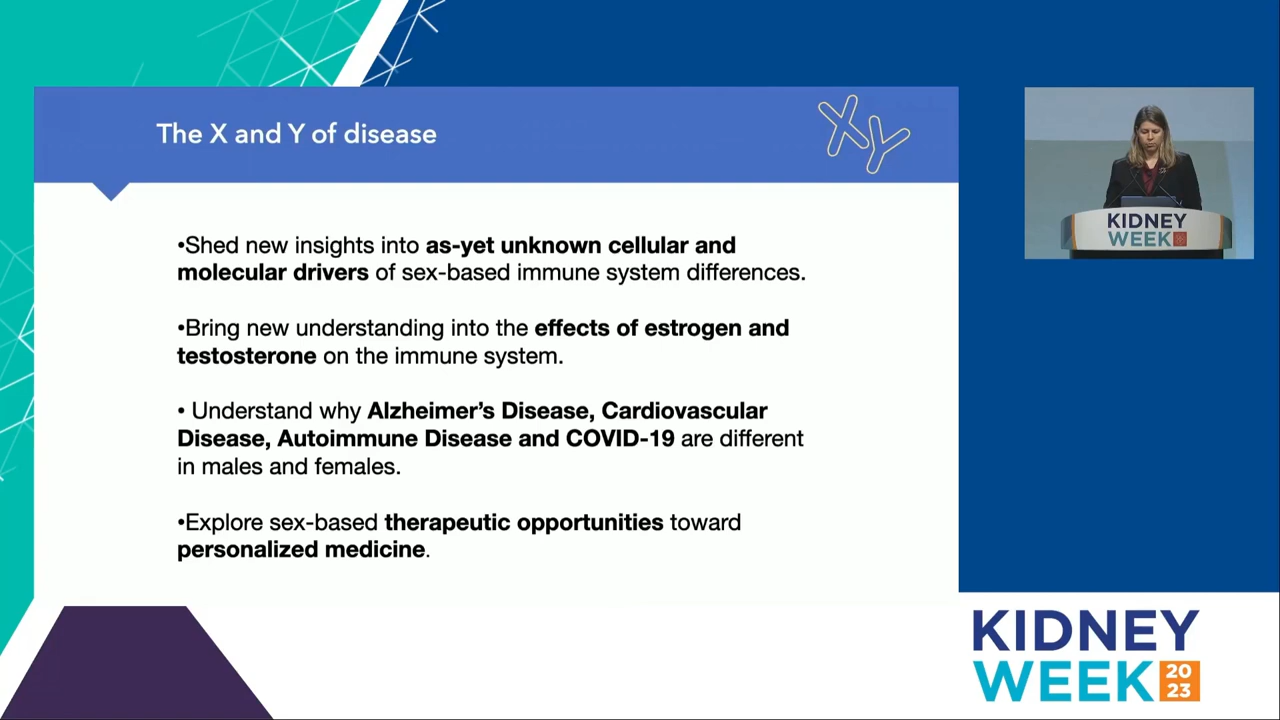 The X and Y of disease
XY
•Shed new insights into as-yet unknown cellular and
molecular drivers of sex-based immune system differences.
•Bring new understanding into the effects of estrogen and
testosterone on the immune system.
• Understand why Alzheimer's Disease, Cardiovascular
Disease, Autoimmune Disease and COVID-19 are different
in males and females.
•Explore sex-based therapeutic opportunities toward
personalized medicine.
KIDNEY
WEEK
KIDNEY
WEEK 20
23